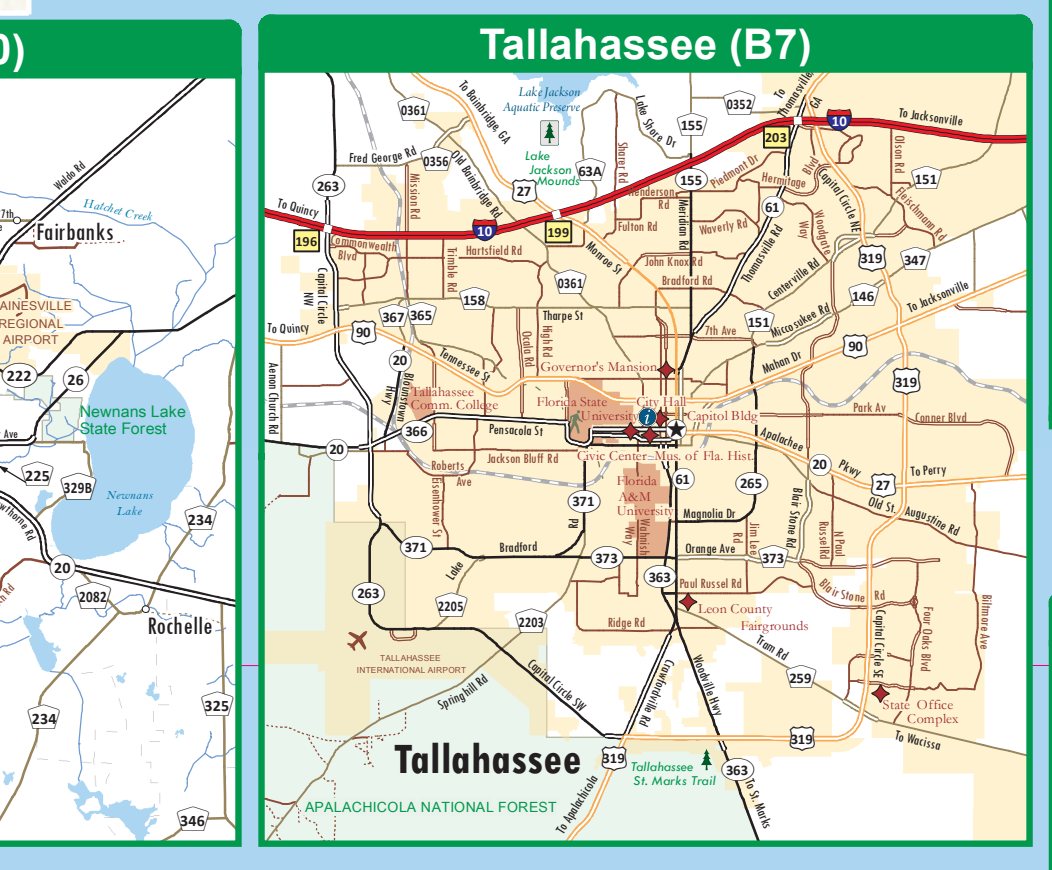 0)
Waldo Rd
7th
Fairbanks
Hatchet Creek
AINESVILLE
REGIONAL
AIRPORT
222
26
Newnans Lake
State Forest
Ave
225
329B
Newnans
Lake
wthorne Rd
234
20
2082
Rochelle
234
325
346
Tallahassee (B7)
0361
To Bainbridge, GA
Lake Jackson
Aquatic Preserve
Lake Shore Dr
0352
To Thomasville, GA
10
To Jacksonville
155
203
Fred George Rd
0356
Old Bainbridge Rd
Lake
Jackson
Mounds
63A
Sharer Rd
Piedmont Dr
Hermitage
Blvd
Capital Circle NE
Olson Rd
151
Fleischmann Rd
263
Mission Rd
27
Henderson
Rd
155
61
To Quincy
196
10
199
Fulton Rd
Meridian Rd
Waverly Rd
Woodgate
Way
Commonwealth
Blvd
Trimble Rd
Hartsfield Rd
Monroe St
John Knox Rd
Thomasville Rd
Centerville Rd
319
347
Capital Circle
NW
0361
Bradford Rd
158
146
To Jacksonville
367
365
Tharpe St
151
Miccosukee Rd
To Quincy
90
7th Ave
90
Ocala Rd
High Rd
Mahan Dr
20
Tennessee St
Governor's Mansion
Aenon Church Rd
Blountstown
Hwy
Tallahassee
Comm. College
Florida State
University
City Hall
i
Capitol Bldg
319
Park Av
Conner Blvd
366
Pensacola St
Apalachee
Pkwy
20
Jackson Bluff Rd
Civic Center
Mus. of Fla. Hist.
20
To Perry
Roberts
Ave
Eisenhower St
Florida
A&M
University
61
265
27
371
Rd
Wahnish
Way
Magnolia Dr
Blair Stone Rd
Old St. Augustine Rd
371
Bradford
373
Orange Ave
Jim Lee
Rd
373
N Paul
Russel Rd
Lake
363
Paul Russel Rd
263
2205
Blair Stone Rd
Biltmore Ave
2203
Leon County
Fairgrounds
Ridge Rd
Four Oaks Blvd
TALLAHASSEE
INTERNATIONAL AIRPORT
Tram Rd
Capital Circle SE
Springhill Rd
Capital Circle SW
Crawfordville Rd
Woodville Hwy
259
State Office
Complex
319
To Wacissa
Tallahassee
319
Tallahassee
St. Marks Trail
363
APALACHICOLA NATIONAL FOREST
To Apalachicola
To St. Marks